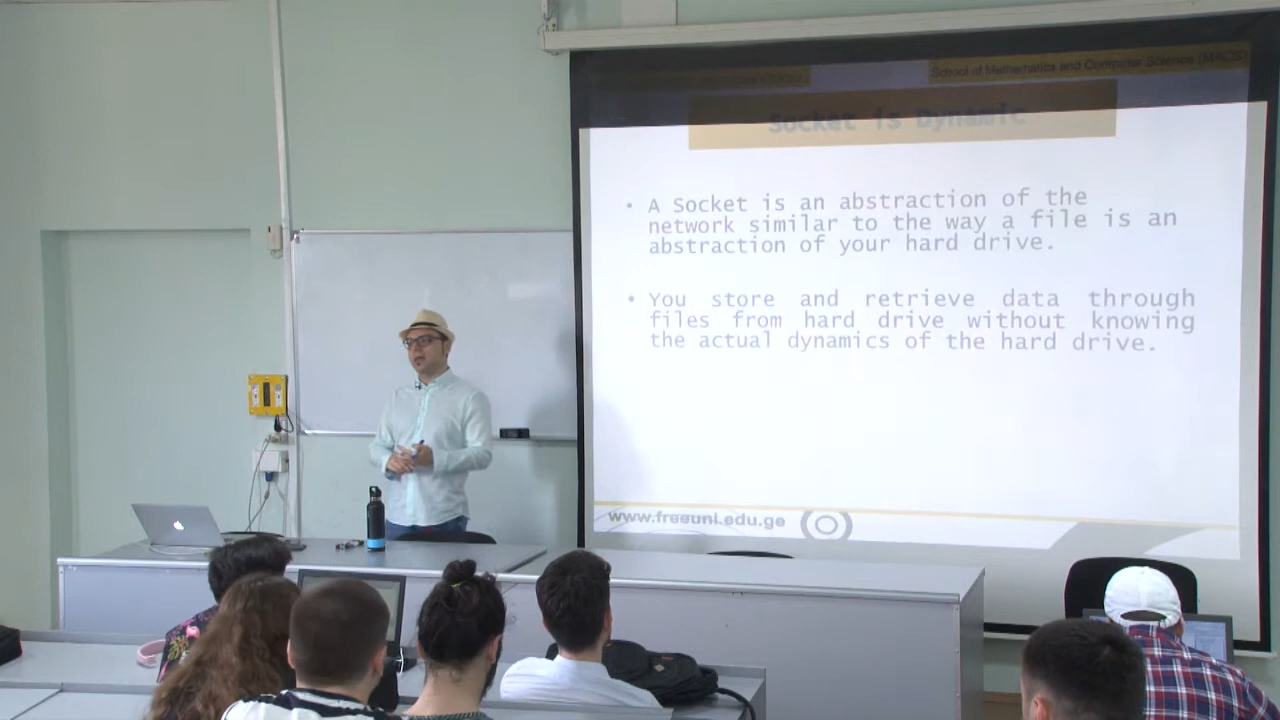 School of Mathematics and Computer Science (MACS)
Socket is Dynamic
• A Socket is an abstraction of the
network similar to the way a file is an
abstraction of your hard drive.
• You store and retrieve data through
files from hard drive without knowing
the actual dynamics of the hard drive.
www.freeuni.edu.ge